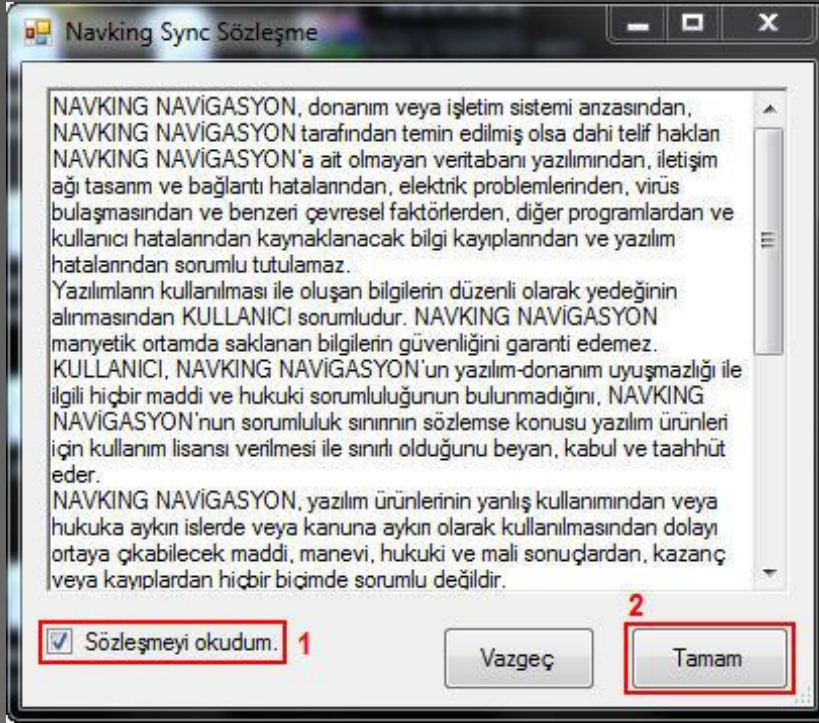 Navking Sync Sözleşme
NAVKING NAVİGASYON, donanım veya işletim sistemi arızasından,
NAVKING NAVİGASYON tarafından temin edilmiş olsa dahi telif hakları
NAVKING NAVİGASYON'a ait olmayan veritabanı yazılımından, iletişim
ağı tasarım ve bağlantı hatalarından, elektrik problemlerinden, virüs
bulaşmasından ve benzeri çevresel faktörlerden, diğer programlardan ve
kullanıcı hatalarından kaynaklanacak bilgi kayıplarından ve yazılım
hatalarından sorumlu tutulamaz.
Yazılımların kullanılması ile oluşan bilgilerin düzenli olarak yedeğinin
alınmasından KULLANICI sorumludur. NAVKING NAVİGASYON
manyetik ortamda saklanan bilgilerin güvenliğini garanti edemez.
KULLANICI, NAVKING NAVİGASYON'un yazılım-donanım uyuşmazlığı ile
ilgili hiçbir maddi ve hukuki sorumluluğunun bulunmadığını, NAVKING
NAVİGASYON'nun sorumluluk sınırının sözlemse konusu yazılım ürünleri
için kullanım lisansı verilmesi ile sınırlı olduğunu beyan, kabul ve taahhüt
eder.
NAVKING NAVİGASYON, yazılım ürünlerinin yanlış kullanımından veya
hukuka aykırı islerde veya kanuna aykırı olarak kullanılmasından dolayı
ortaya çıkabilecek maddi, manevi, hukuki ve mali sonuçlardan, kazanç
veya kayıplardan hiçbir biçimde sorumlu değildir.
Sözleşmeyi okudum. 1
Vazgeç
2
Tamam